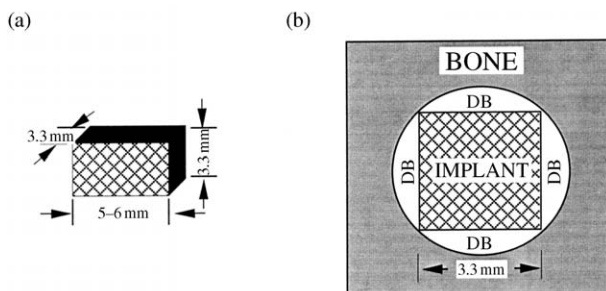 (a)
3.3 mm
3.3 mm
5–6 mm
(b)
BONE
DB
DB
IMPLANT
DB
DB
3.3 mm